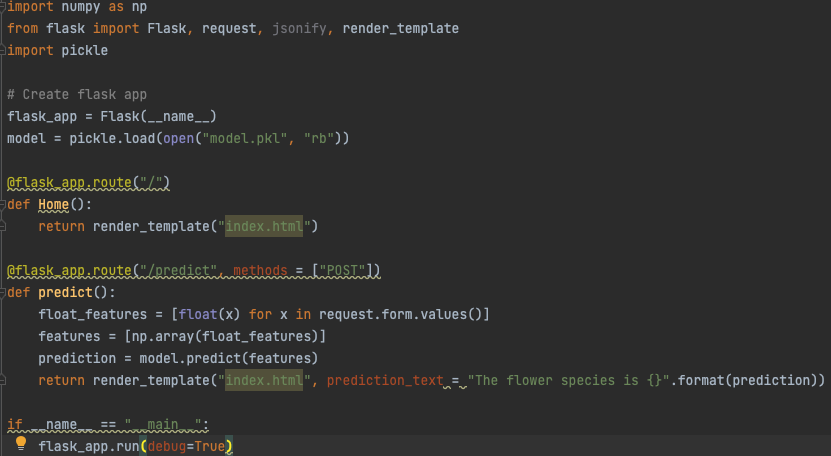 import numpy as np
from flask import Flask, request, jsonify, render_template
import pickle

# Create flask app
flask_app = Flask(__name__)
model = pickle.load(open("model.pkl", "rb"))

@flask_app.route("/")
def Home():
    return render_template("index.html")

@flask_app.route("/predict", methods = ["POST"])
def predict():
    float_features = [float(x) for x in request.form.values()]
    features = [np.array(float_features)]
    prediction = model.predict(features)
    return render_template("index.html", prediction_text = "The flower species is {}".format(prediction))

if __name__ == "__main__":
    flask_app.run(debug=True)